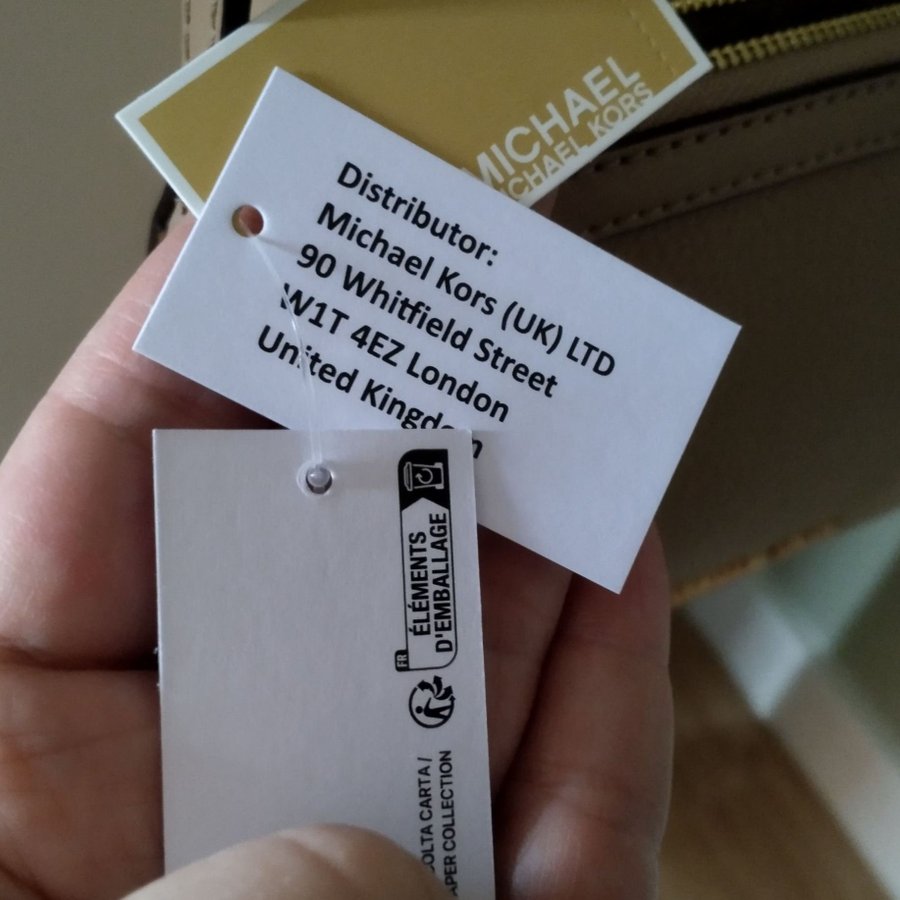 MICHAEL
MICHAEL KORS
Distributor:
Michael Kors (UK) LTD
90 Whitfield Street
W1T 4EZ London
United Kingdom
ÉLÉMENTS
D'EMBALLAGE
FR
CARTA /
COLLECTION